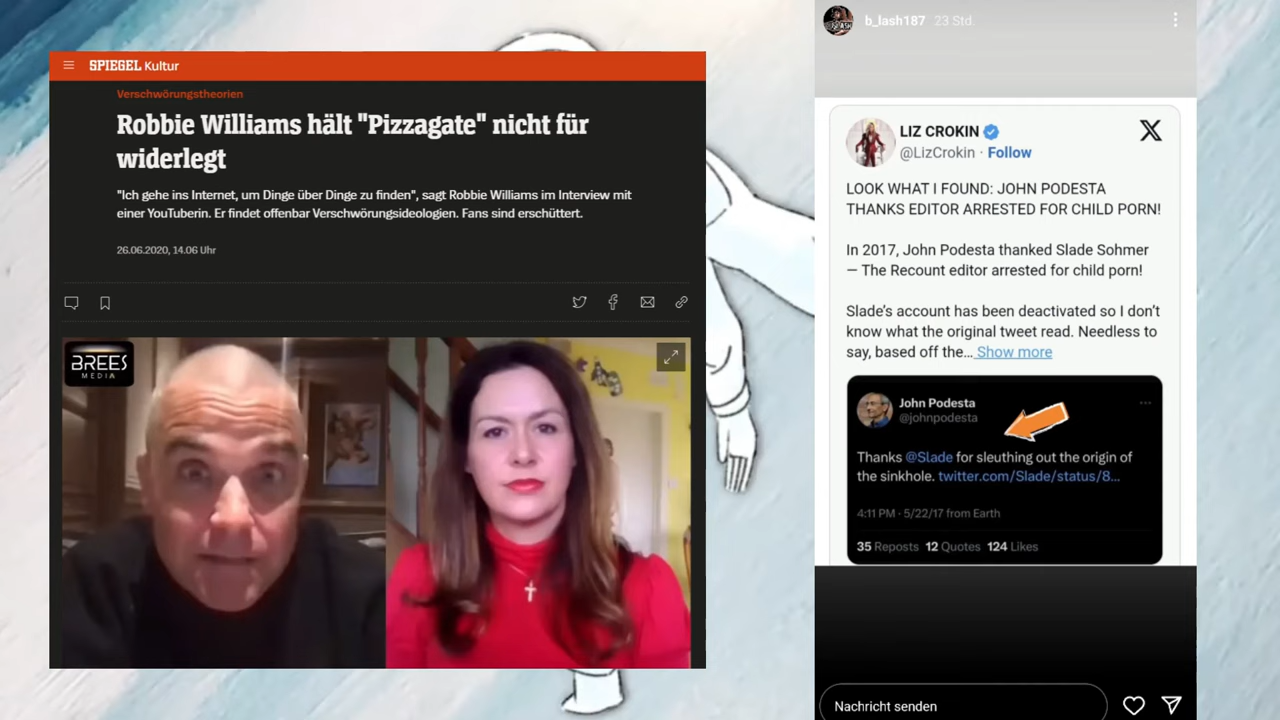 SPIEGEL Kultur
Verschwörungstheorien
Robbie Williams hält "Pizzagate" nicht für
widerlegt
"Ich gehe ins Internet, um Dinge über Dinge zu finden", sagt Robbie Williams im Interview mit
einer YouTuberin. Er findet offenbar Verschwörungsideologien. Fans sind erschüttert.
26.06.2020, 14.06 Uhr
BREES
MEDIA
b_lash187 23 Std.
LIZ CROKIN
@LizCrokin · Follow
LOOK WHAT I FOUND: JOHN PODESTA
THANKS EDITOR ARRESTED FOR CHILD PORN!
In 2017, John Podesta thanked Slade Sohmer
— The Recount editor arrested for child porn!
Slade's account has been deactivated so I don't
know what the original tweet read. Needless to
say, based off the... Show more
John Podesta
@johnpodesta
Thanks @Slade for sleuthing out the origin of
the sinkhole. twitter.com/Slade/status/8...
4:11 PM · 5/22/17 from Earth
35 Reposts 12 Quotes 124 Likes
Nachricht senden